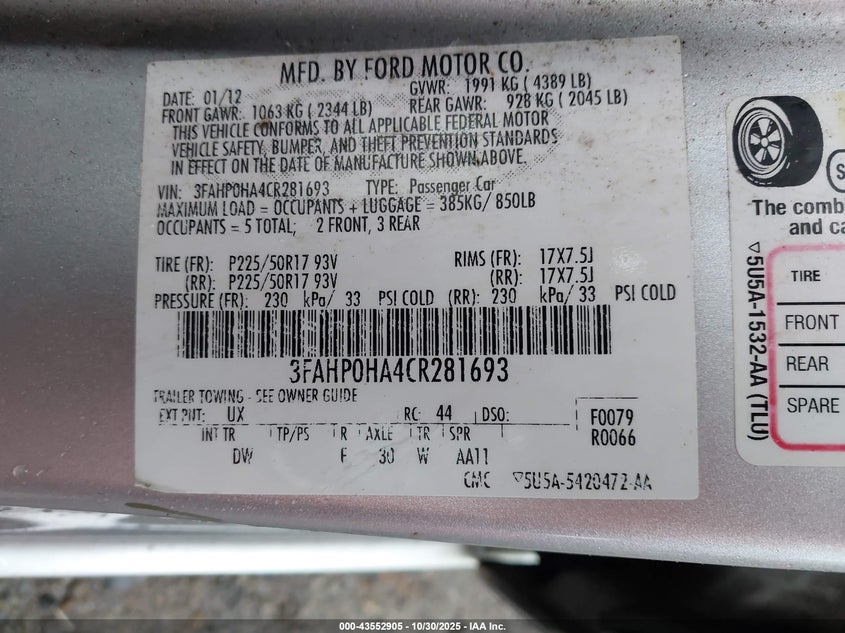 MFD. BY FORD MOTOR CO.
DATE: 01/12 GVWR: 1991 KG ( 4389 LB)
FRONT GAWR: 1063 KG ( 2344 LB) REAR GAWR: 928 KG ( 2045 LB)
THIS VEHICLE CONFORMS TO ALL APPLICABLE FEDERAL MOTOR
VEHICLE SAFETY, BUMPER, AND THEFT PREVENTION STANDARDS
IN EFFECT ON THE DATE OF MANUFACTURE SHOWN ABOVE.
VIN: 3FAHP0HA4CR281693 TYPE: Passenger Car
MAXIMUM LOAD = OCCUPANTS + LUGGAGE = 385KG/ 850LB
OCCUPANTS = 5 TOTAL; 2 FRONT, 3 REAR
TIRE (FR): P225/50R17 93V RIMS (FR): 17X7.5J
(RR): P225/50R17 93V (RR): 17X7.5J
PRESSURE (FR): 230 kPa/ 33 PSI COLD (RR): 230 kPa/ 33 PSI COLD
3FAHP0HA4CR281693
TRAILER TOWING - SEE OWNER GUIDE
EXT PNT: UX RC: 44 DSO: F0079
R0066
INT TR TP/PS R AXLE TR SPR
DW F 30 W AA11
CMC ▽5U5A-5420472-AA
The comb
and ca
▽5U5A-1532-AA (TLU)
TIRE
FRONT
REAR
SPARE
000-43552905 • 10/30/2025 • IAA Inc.